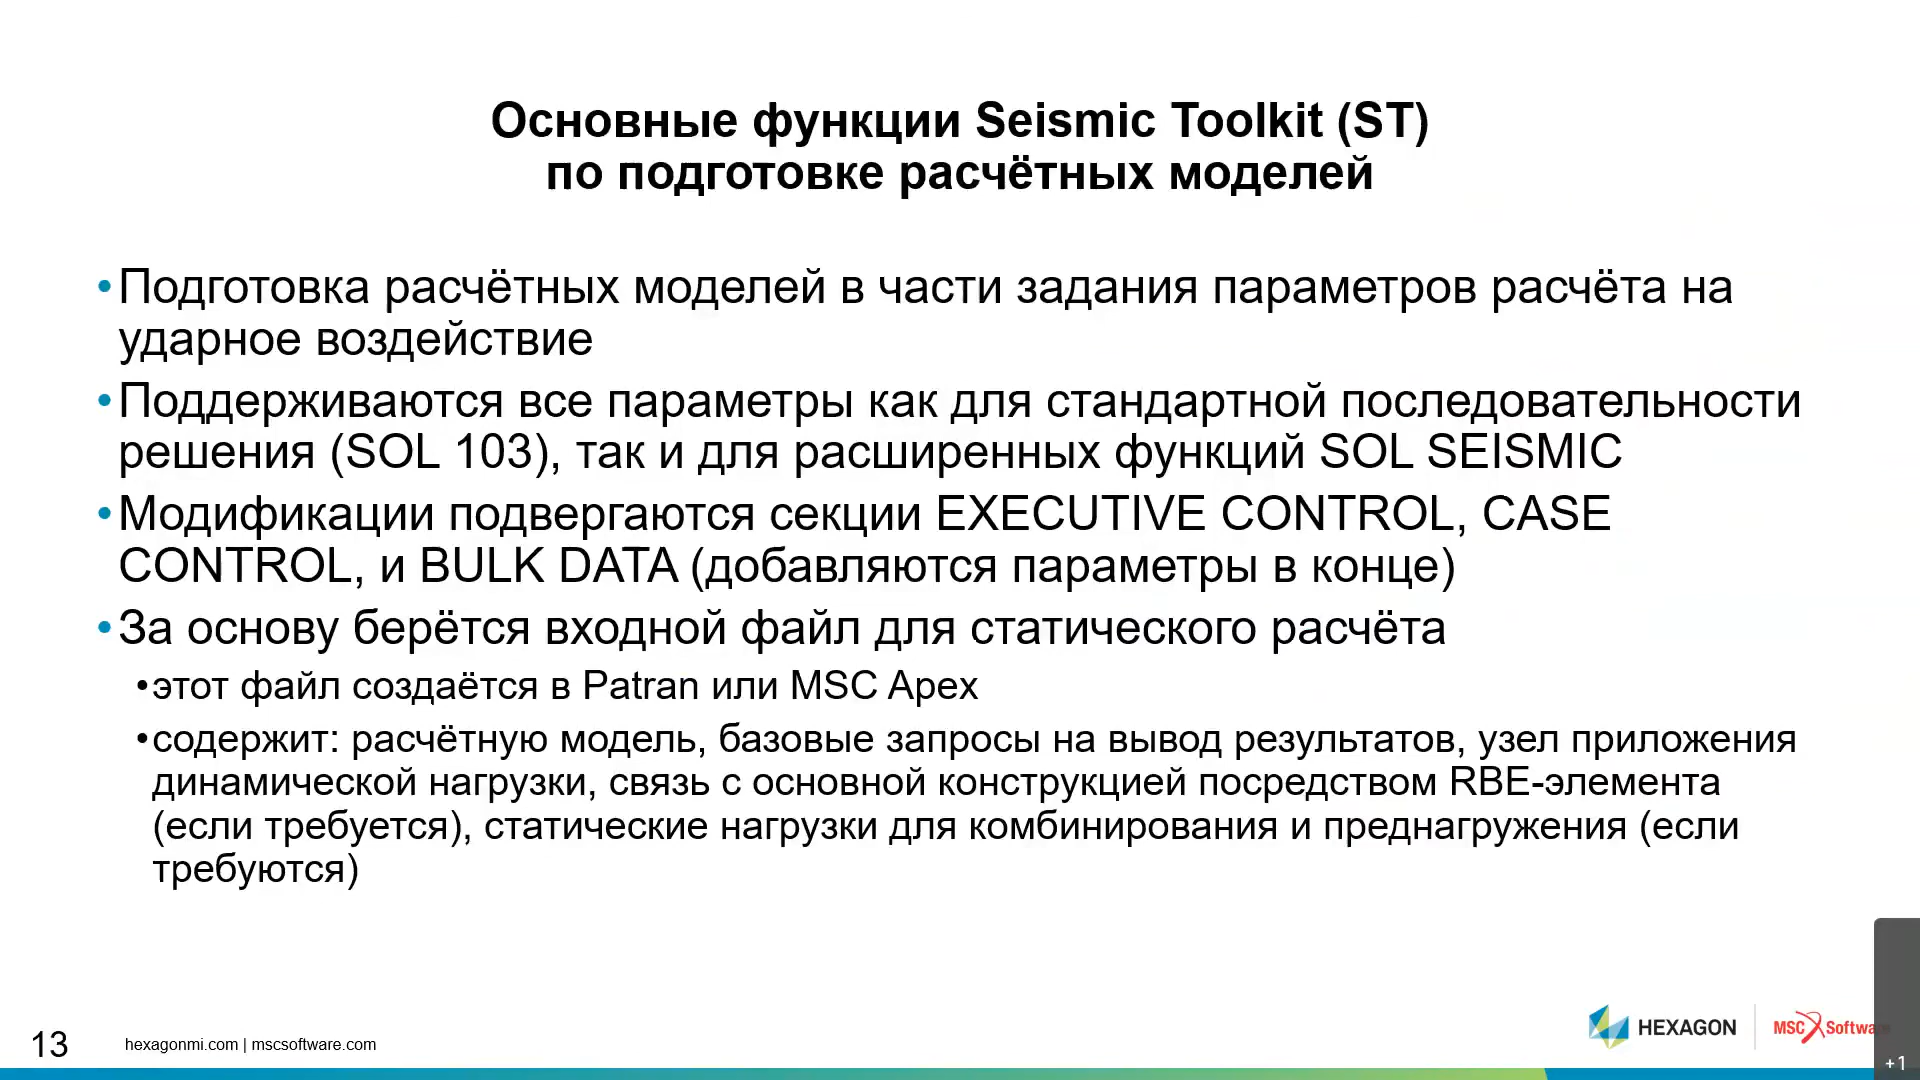 Основные функции Seismic Toolkit (ST)
по подготовке расчётных моделей
•Подготовка расчётных моделей в части задания параметров расчёта на
ударное воздействие
•Поддерживаются все параметры как для стандартной последовательности
решения (SOL 103), так и для расширенных функций SOL SEISMIC
•Модификации подвергаются секции EXECUTIVE CONTROL, CASE
CONTROL, и BULK DATA (добавляются параметры в конце)
•За основу берётся входной файл для статического расчёта
•этот файл создаётся в Patran или MSC Apex
•содержит: расчётную модель, базовые запросы на вывод результатов, узел приложения
динамической нагрузки, связь с основной конструкцией посредством RBE-элемента
(если требуется), статические нагрузки для комбинирования и преднагружения (если
требуются)
13
hexagonmi.com | mscsoftware.com
HEXAGON
MSC Software
+1